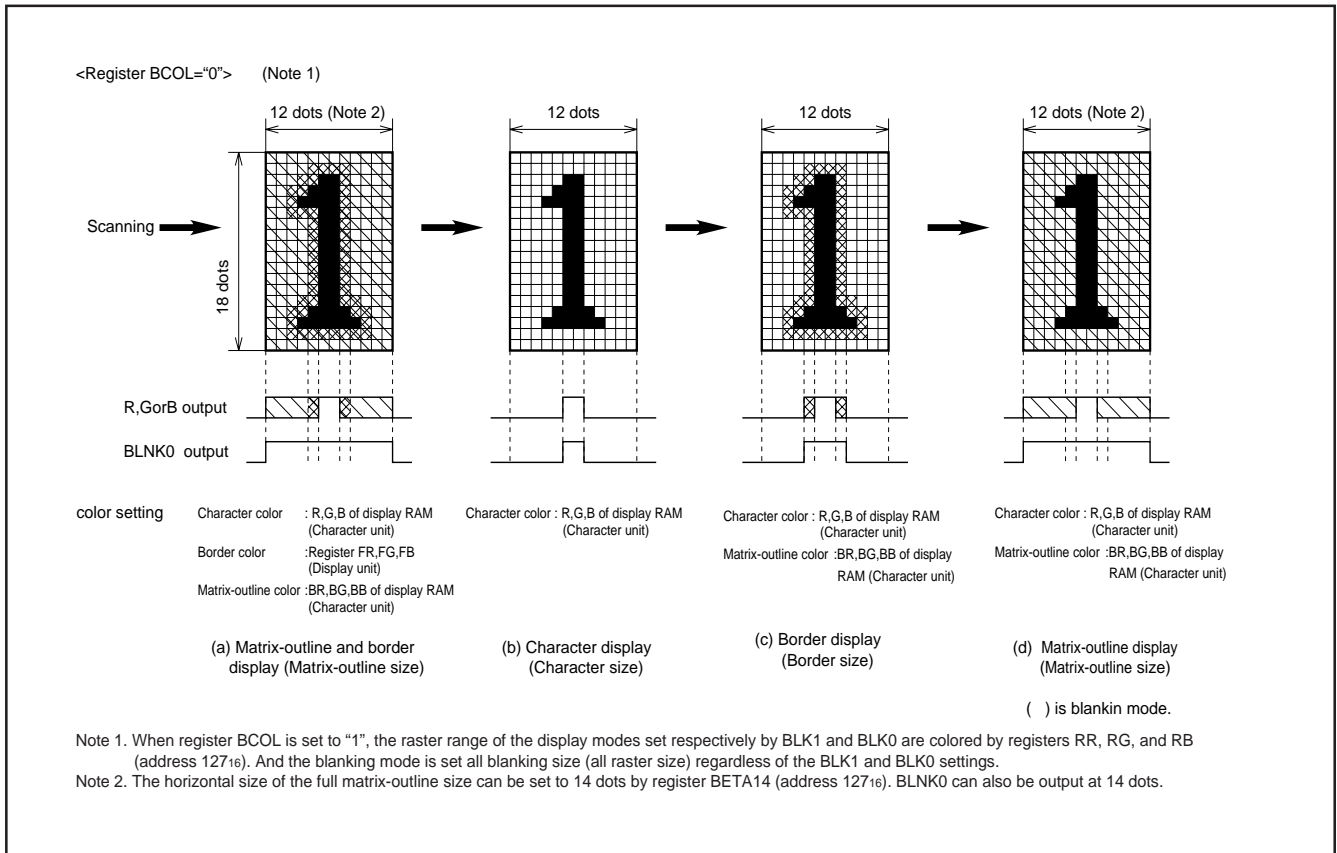 <Register BCOL=“0”> (Note 1)
12 dots (Note 2)
12 dots
12 dots
12 dots (Note 2)
Scanning
18 dots
R,GorB output
BLNK0 output
color setting
Character color : R,G,B of display RAM
(Character unit)
Border color :Register FR,FG,FB
(Display unit)
Matrix-outline color :BR,BG,BB of display RAM
(Character unit)
(a) Matrix-outline and border
display (Matrix-outline size)
Character color : R,G,B of display RAM
(Character unit)
(b) Character display
(Character size)
Character color : R,G,B of display RAM
(Character unit)
Matrix-outline color :BR,BG,BB of display
RAM (Character unit)
(c) Border display
(Border size)
Character color : R,G,B of display RAM
(Character unit)
Matrix-outline color :BR,BG,BB of display
RAM (Character unit)
(d) Matrix-outline display
(Matrix-outline size)
( ) is blankin mode.
Note 1. When register BCOL is set to “1”, the raster range of the display modes set respectively by BLK1 and BLK0 are colored by registers RR, RG, and RB
(address 12716). And the blanking mode is set all blanking size (all raster size) regardless of the BLK1 and BLK0 settings.
Note 2. The horizontal size of the full matrix-outline size can be set to 14 dots by register BETA14 (address 12716). BLNK0 can also be output at 14 dots.